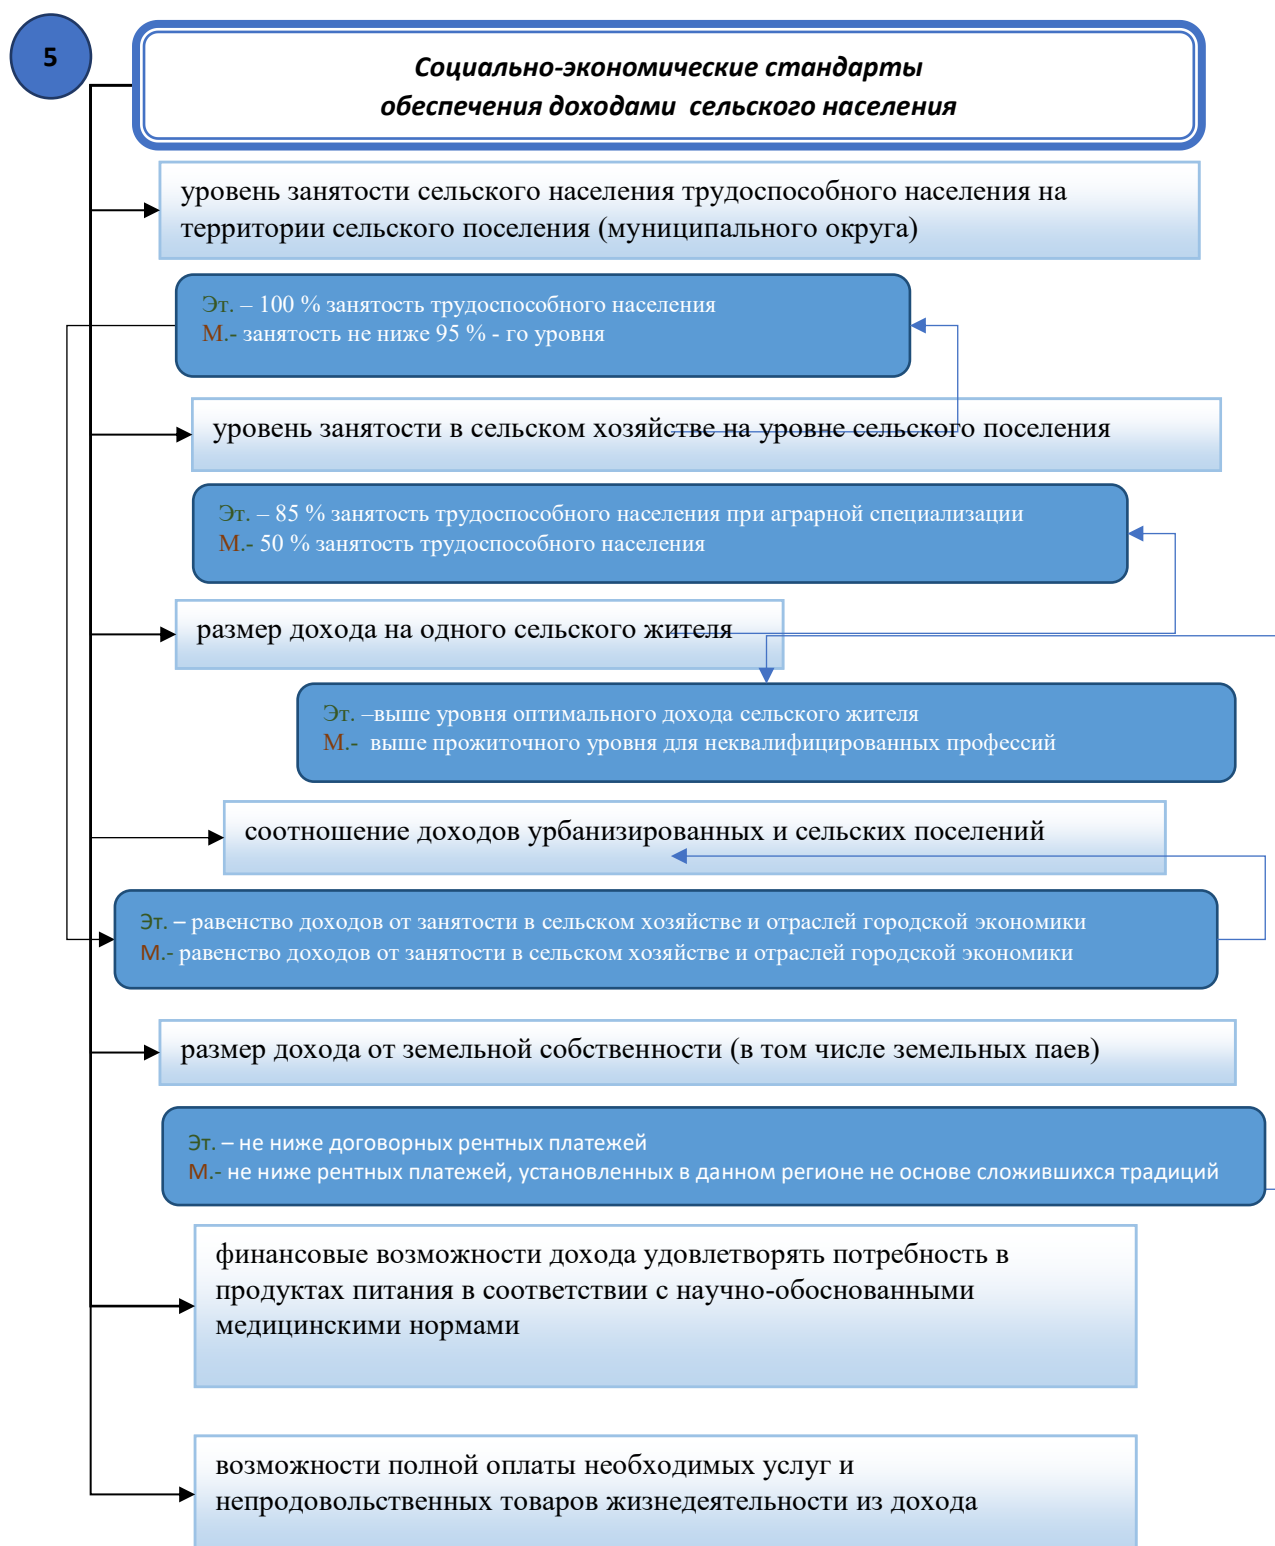 5
Социально-экономические стандарты
обеспечения доходами сельского населения
уровень занятости сельского населения трудоспособного населения на
территории сельского поселения (муниципального округа)
Эт. – 100 % занятость трудоспособного населения
М.- занятость не ниже 95 % - го уровня
уровень занятости в сельском хозяйстве на уровне сельского поселения
Эт. – 85 % занятость трудоспособного населения при аграрной специализации
М.- 50 % занятость трудоспособного населения
размер дохода на одного сельского жителя
Эт. –выше уровня оптимального дохода сельского жителя
М.- выше прожиточного уровня для неквалифицированных профессий
соотношение доходов урбанизированных и сельских поселений
Эт. – равенство доходов от занятости в сельском хозяйстве и отраслей городской экономики
М.- равенство доходов от занятости в сельском хозяйстве и отраслей городской экономики
размер дохода от земельной собственности (в том числе земельных паев)
Эт. – не ниже договорных рентных платежей
М.- не ниже рентных платежей, установленных в данном регионе не основе сложившихся традиций
финансовые возможности дохода удовлетворять потребность в
продуктах питания в соответствии с научно-обоснованными
медицинскими нормами
возможности полной оплаты необходимых услуг и
непродовольственных товаров жизнедеятельности из дохода